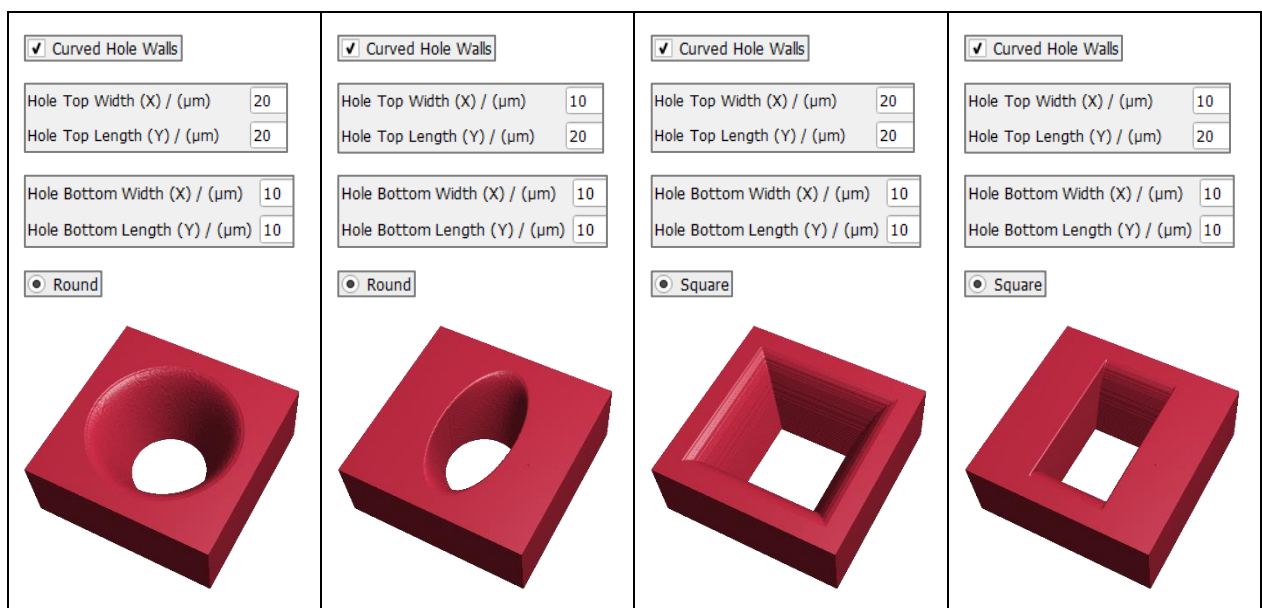 Curved Hole Walls
Hole Top Width (X) / (µm) 20
Hole Top Length (Y) / (µm) 20
Hole Bottom Width (X) / (µm) 10
Hole Bottom Length (Y) / (µm) 10
Round
Curved Hole Walls
Hole Top Width (X) / (µm) 10
Hole Top Length (Y) / (µm) 20
Hole Bottom Width (X) / (µm) 10
Hole Bottom Length (Y) / (µm) 10
Round
Curved Hole Walls
Hole Top Width (X) / (µm) 20
Hole Top Length (Y) / (µm) 20
Hole Bottom Width (X) / (µm) 10
Hole Bottom Length (Y) / (µm) 10
Square
Curved Hole Walls
Hole Top Width (X) / (µm) 10
Hole Top Length (Y) / (µm) 20
Hole Bottom Width (X) / (µm) 10
Hole Bottom Length (Y) / (µm) 10
Square